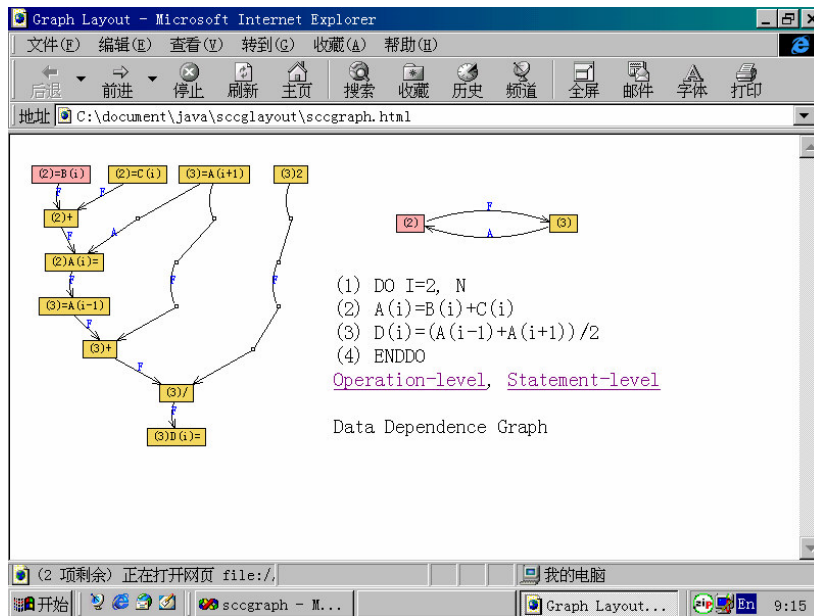 Graph Layout - Microsoft Internet Explorer
文件(F) 编辑(E) 查看(V) 转到(G) 收藏(A) 帮助(H)
后退 前进 停止 刷新 主页 搜索 收藏 历史 频道 全屏 邮件 字体 打印
地址 C:\document\java\sccglayout\sccgraph.html
(2)=B(i) (2)=C(i) (3)=A(i+1) (3)2
F F
(2)+
F A
(2)A(i)=
F F F
(3)=A(i-1)
F
(3)+
F
(3)/
F
(3)D(i)=
F
(2) (3)
A
(1) DO I=2, N
(2) A(i)=B(i)+C(i)
(3) D(i)=(A(i-1)+A(i+1))/2
(4) ENDDO
Operation-level, Statement-level
Data Dependence Graph
(2 项剩余) 正在打开网页 file:/, 我的电脑
开始 sccgraph - M... Graph Layout... zip En 9:15